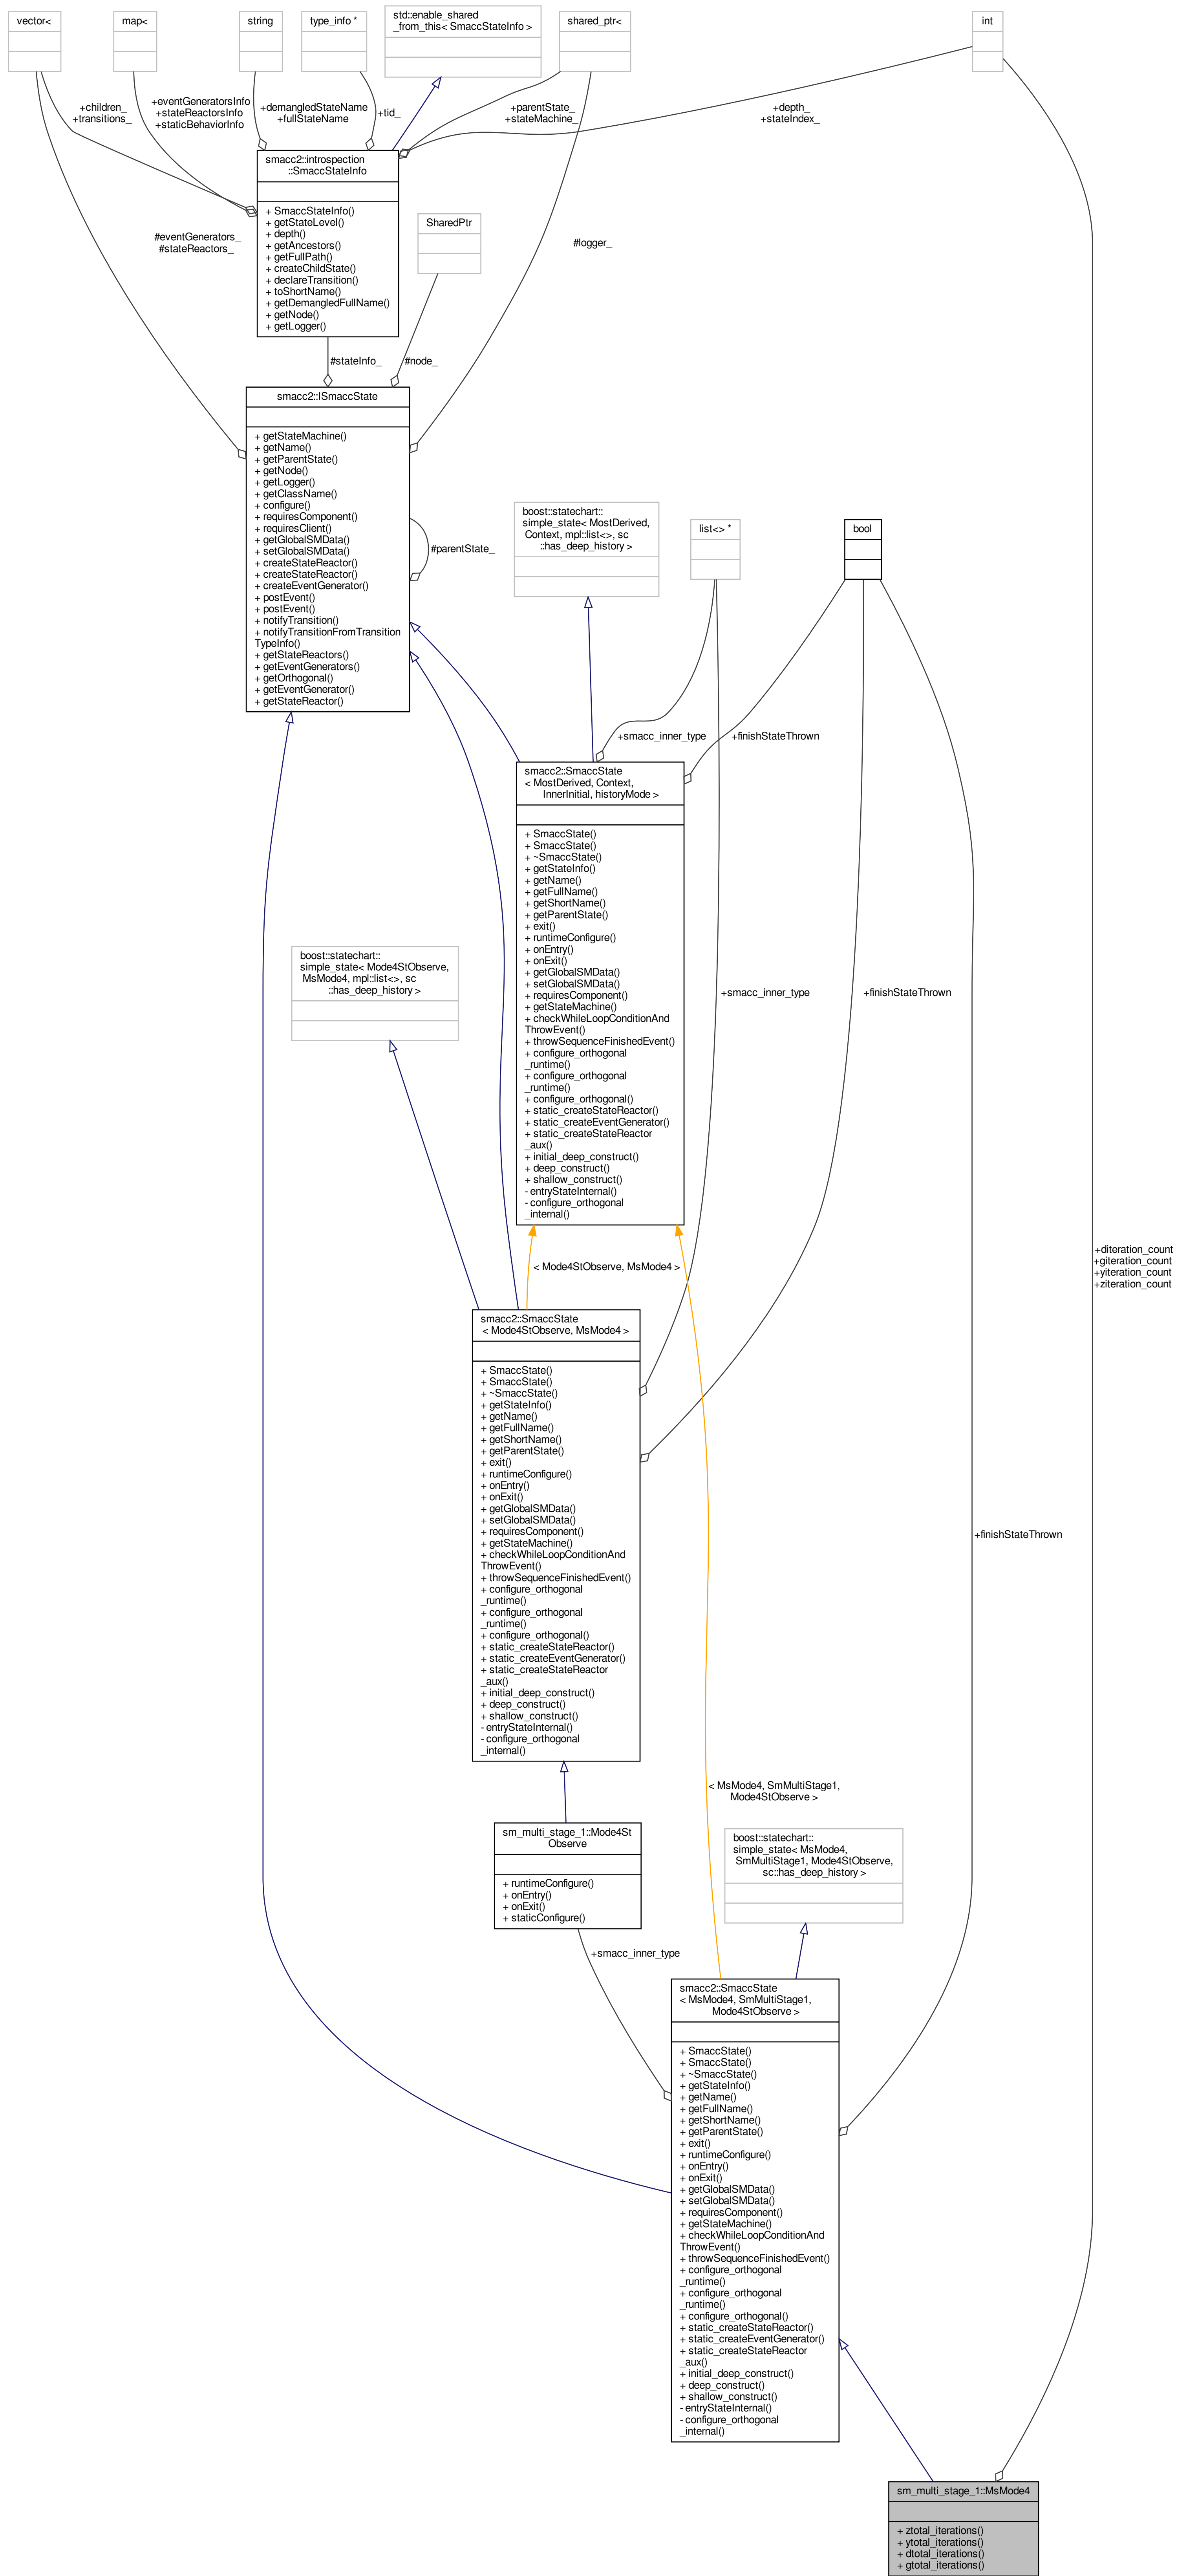 vector<
map<
string
type_info *
std::enable_shared
_from_this< SmaccStateInfo >
shared_ptr<
int
+children_
+transitions_
+eventGeneratorsInfo
+stateReactorsInfo
+staticBehaviorInfo
+demangledStateName
+fullStateName
+tid_
+parentState_
+stateMachine_
+depth_
+stateIndex_
smacc2::introspection
::SmaccStateInfo
+ SmaccStateInfo()
+ getStateLevel()
+ depth()
+ getAncestors()
+ getFullPath()
+ createChildState()
+ declareTransition()
+ toShortName()
+ getDemangledFullName()
+ getNode()
+ getLogger()
SharedPtr
#eventGenerators_
#stateReactors_
#logger_
#stateInfo_
#node_
smacc2::ISmaccState
+ getStateMachine()
+ getName()
+ getParentState()
+ getNode()
+ getLogger()
+ getClassName()
+ configure()
+ requiresComponent()
+ requiresClient()
+ getGlobalSMData()
+ setGlobalSMData()
+ createStateReactor()
+ createStateReactor()
+ createEventGenerator()
+ postEvent()
+ postEvent()
+ notifyTransition()
+ notifyTransitionFromTransition
TypeInfo()
+ getStateReactors()
+ getEventGenerators()
+ getOrthogonal()
+ getEventGenerator()
+ getStateReactor()
#parentState_
boost::statechart::
simple_state< MostDerived,
Context, mpl::list<>, sc
::has_deep_history >
list<> *
bool
+smacc_inner_type
+finishStateThrown
smacc2::SmaccState
< MostDerived, Context,
InnerInitial, historyMode >
+ SmaccState()
+ SmaccState()
+ ~SmaccState()
+ getStateInfo()
+ getName()
+ getFullName()
+ getShortName()
+ getParentState()
+ exit()
+ runtimeConfigure()
+ onEntry()
+ onExit()
+ getGlobalSMData()
+ setGlobalSMData()
+ requiresComponent()
+ getStateMachine()
+ checkWhileLoopConditionAnd
ThrowEvent()
+ throwSequenceFinishedEvent()
+ configure_orthogonal
_runtime()
+ configure_orthogonal
_runtime()
+ configure_orthogonal()
+ static_createStateReactor()
+ static_createEventGenerator()
+ static_createStateReactor
_aux()
+ initial_deep_construct()
+ deep_construct()
+ shallow_construct()
- entryStateInternal()
- configure_orthogonal
_internal()
boost::statechart::
simple_state< Mode4StObserve,
MsMode4, mpl::list<>, sc
::has_deep_history >
+smacc_inner_type
+finishStateThrown
< Mode4StObserve, MsMode4 >
+diteration_count
+giteration_count
+yiteration_count
+ziteration_count
smacc2::SmaccState
< Mode4StObserve, MsMode4 >
+ SmaccState()
+ SmaccState()
+ ~SmaccState()
+ getStateInfo()
+ getName()
+ getFullName()
+ getShortName()
+ getParentState()
+ exit()
+ runtimeConfigure()
+ onEntry()
+ onExit()
+ getGlobalSMData()
+ setGlobalSMData()
+ requiresComponent()
+ getStateMachine()
+ checkWhileLoopConditionAnd
ThrowEvent()
+ throwSequenceFinishedEvent()
+ configure_orthogonal
_runtime()
+ configure_orthogonal
_runtime()
+ configure_orthogonal()
+ static_createStateReactor()
+ static_createEventGenerator()
+ static_createStateReactor
_aux()
+ initial_deep_construct()
+ deep_construct()
+ shallow_construct()
- entryStateInternal()
- configure_orthogonal
_internal()
+finishStateThrown
< MsMode4, SmMultiStage1,
Mode4StObserve >
sm_multi_stage_1::Mode4St
Observe
+ runtimeConfigure()
+ onEntry()
+ onExit()
+ staticConfigure()
boost::statechart::
simple_state< MsMode4,
SmMultiStage1, Mode4StObserve,
sc::has_deep_history >
+smacc_inner_type
smacc2::SmaccState
< MsMode4, SmMultiStage1,
Mode4StObserve >
+ SmaccState()
+ SmaccState()
+ ~SmaccState()
+ getStateInfo()
+ getName()
+ getFullName()
+ getShortName()
+ getParentState()
+ exit()
+ runtimeConfigure()
+ onEntry()
+ onExit()
+ getGlobalSMData()
+ setGlobalSMData()
+ requiresComponent()
+ getStateMachine()
+ checkWhileLoopConditionAnd
ThrowEvent()
+ throwSequenceFinishedEvent()
+ configure_orthogonal
_runtime()
+ configure_orthogonal
_runtime()
+ configure_orthogonal()
+ static_createStateReactor()
+ static_createEventGenerator()
+ static_createStateReactor
_aux()
+ initial_deep_construct()
+ deep_construct()
+ shallow_construct()
- entryStateInternal()
- configure_orthogonal
_internal()
sm_multi_stage_1::MsMode4
+ ztotal_iterations()
+ ytotal_iterations()
+ dtotal_iterations()
+ gtotal_iterations()